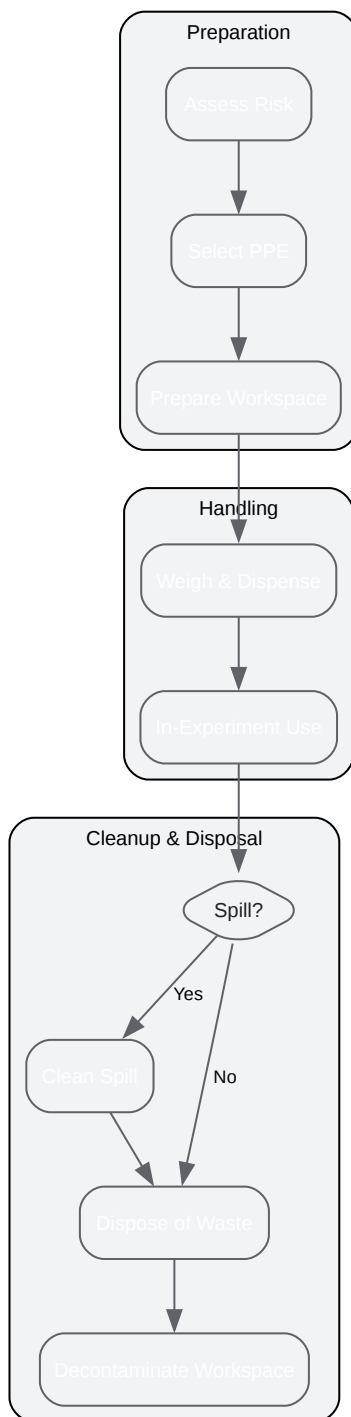 Preparation
Assess Risk
Select PPE
Prepare Workspace
Handling
Weigh & Dispense
In-Experiment Use
Cleanup & Disposal
Spill?
Yes
Clean Spill
No
Dispose of Waste
Decontaminate Workspace